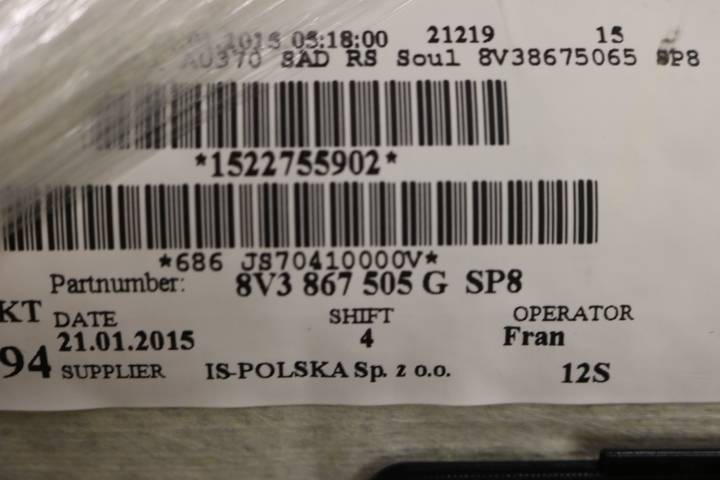 2015 05:18:00 21219 15
AU370 SAD RS Soul 8V38675065 SP8
*1522755902*
*686 JS70410000V*
Partnumber: 8V3 867 505 G SP8
KT DATE SHIFT OPERATOR
21.01.2015 4 Fran
94 SUPPLIER IS-POLSKA Sp. z o.o. 12S